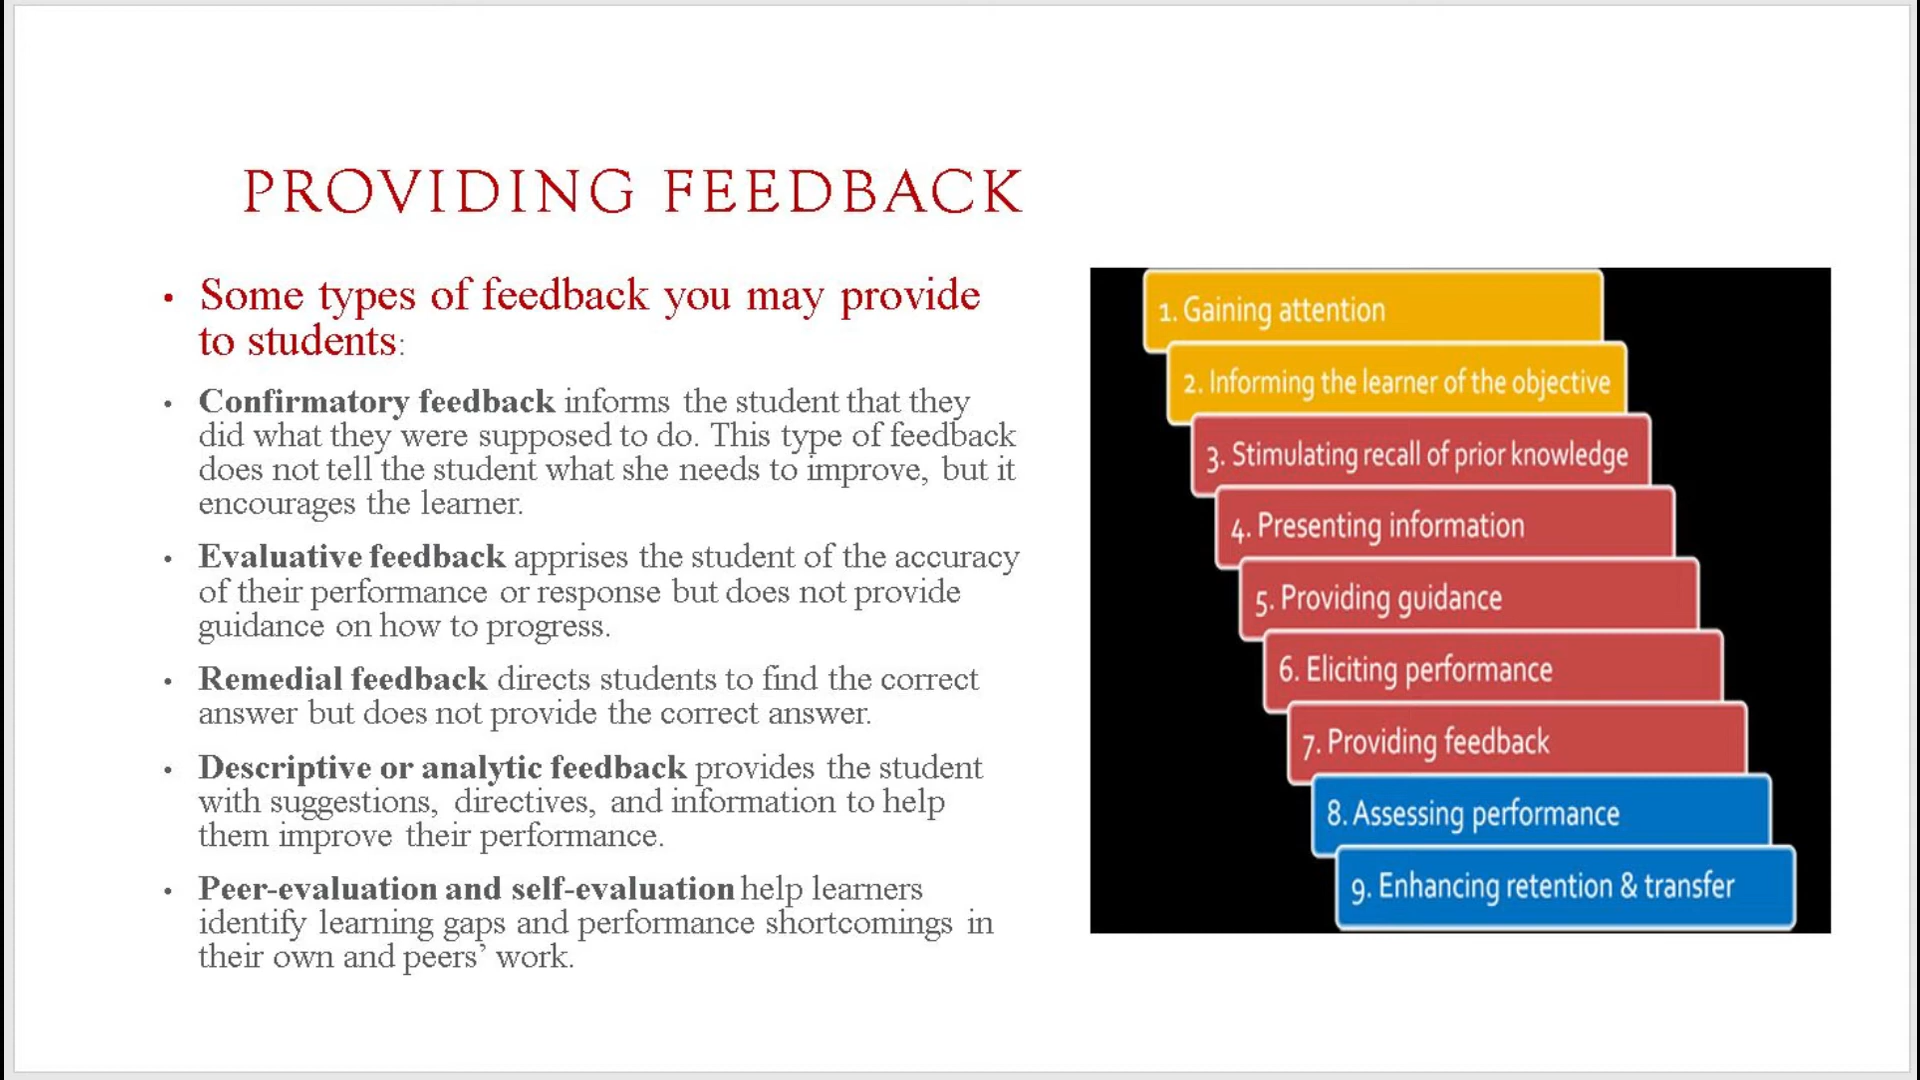 PROVIDING FEEDBACK
• Some types of feedback you may provide
to students:
• Confirmatory feedback informs the student that they
did what they were supposed to do. This type of feedback
does not tell the student what she needs to improve, but it
encourages the learner.
• Evaluative feedback apprises the student of the accuracy
of their performance or response but does not provide
guidance on how to progress.
• Remedial feedback directs students to find the correct
answer but does not provide the correct answer.
• Descriptive or analytic feedback provides the student
with suggestions, directives, and information to help
them improve their performance.
• Peer-evaluation and self-evaluation help learners
identify learning gaps and performance shortcomings in
their own and peers’ work.
1. Gaining attention
2. Informing the learner of the objective
3. Stimulating recall of prior knowledge
4. Presenting information
5. Providing guidance
6. Eliciting performance
7. Providing feedback
8. Assessing performance
9. Enhancing retention & transfer